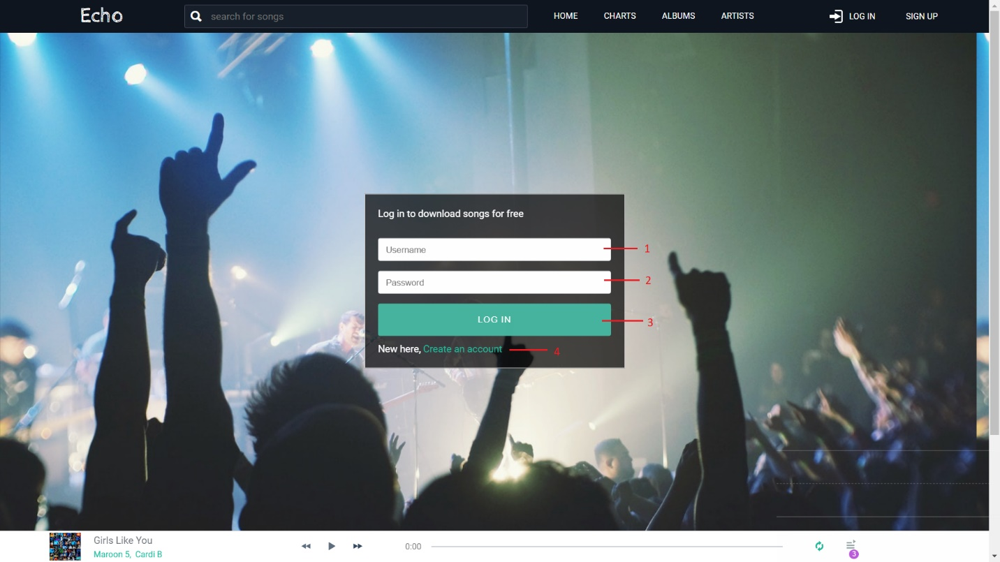 Echo search for songs HOME CHARTS ALBUMS ARTISTS LOG IN SIGN UP
Log in to download songs for free
Username 1
Password 2
LOG IN 3
New here, Create an account 4
Girls Like You
0:00
Maroon 5, Cardi B
3